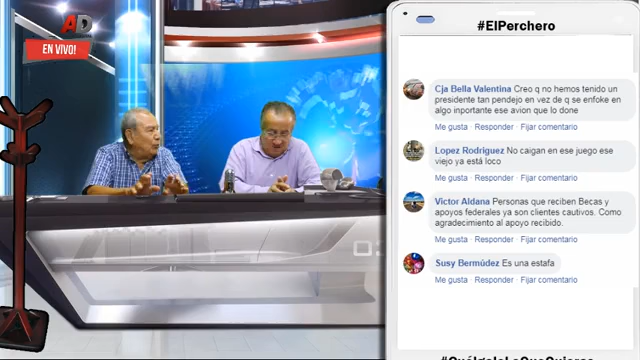 AD
EN VIVO!
#ElPerchero
Cja Bella Valentina Creo q no hemos tenido un
presidente tan pendejo en vez de q se enfoke en
algo inportante ese avion que lo done
Me gusta · Responder · Fijar comentario
Lopez Rodríguez No caigan en ese juego ese
viejo ya está loco
Me gusta · Responder · Fijar comentario
Victor Aldana Personas que reciben Becas y
apoyos federales ya son clientes cautivos. Como
agradecimiento al apoyo recibido.
Me gusta · Responder · Fijar comentario
Susy Bermúdez Es una estafa
Me gusta · Responder · Fijar comentario